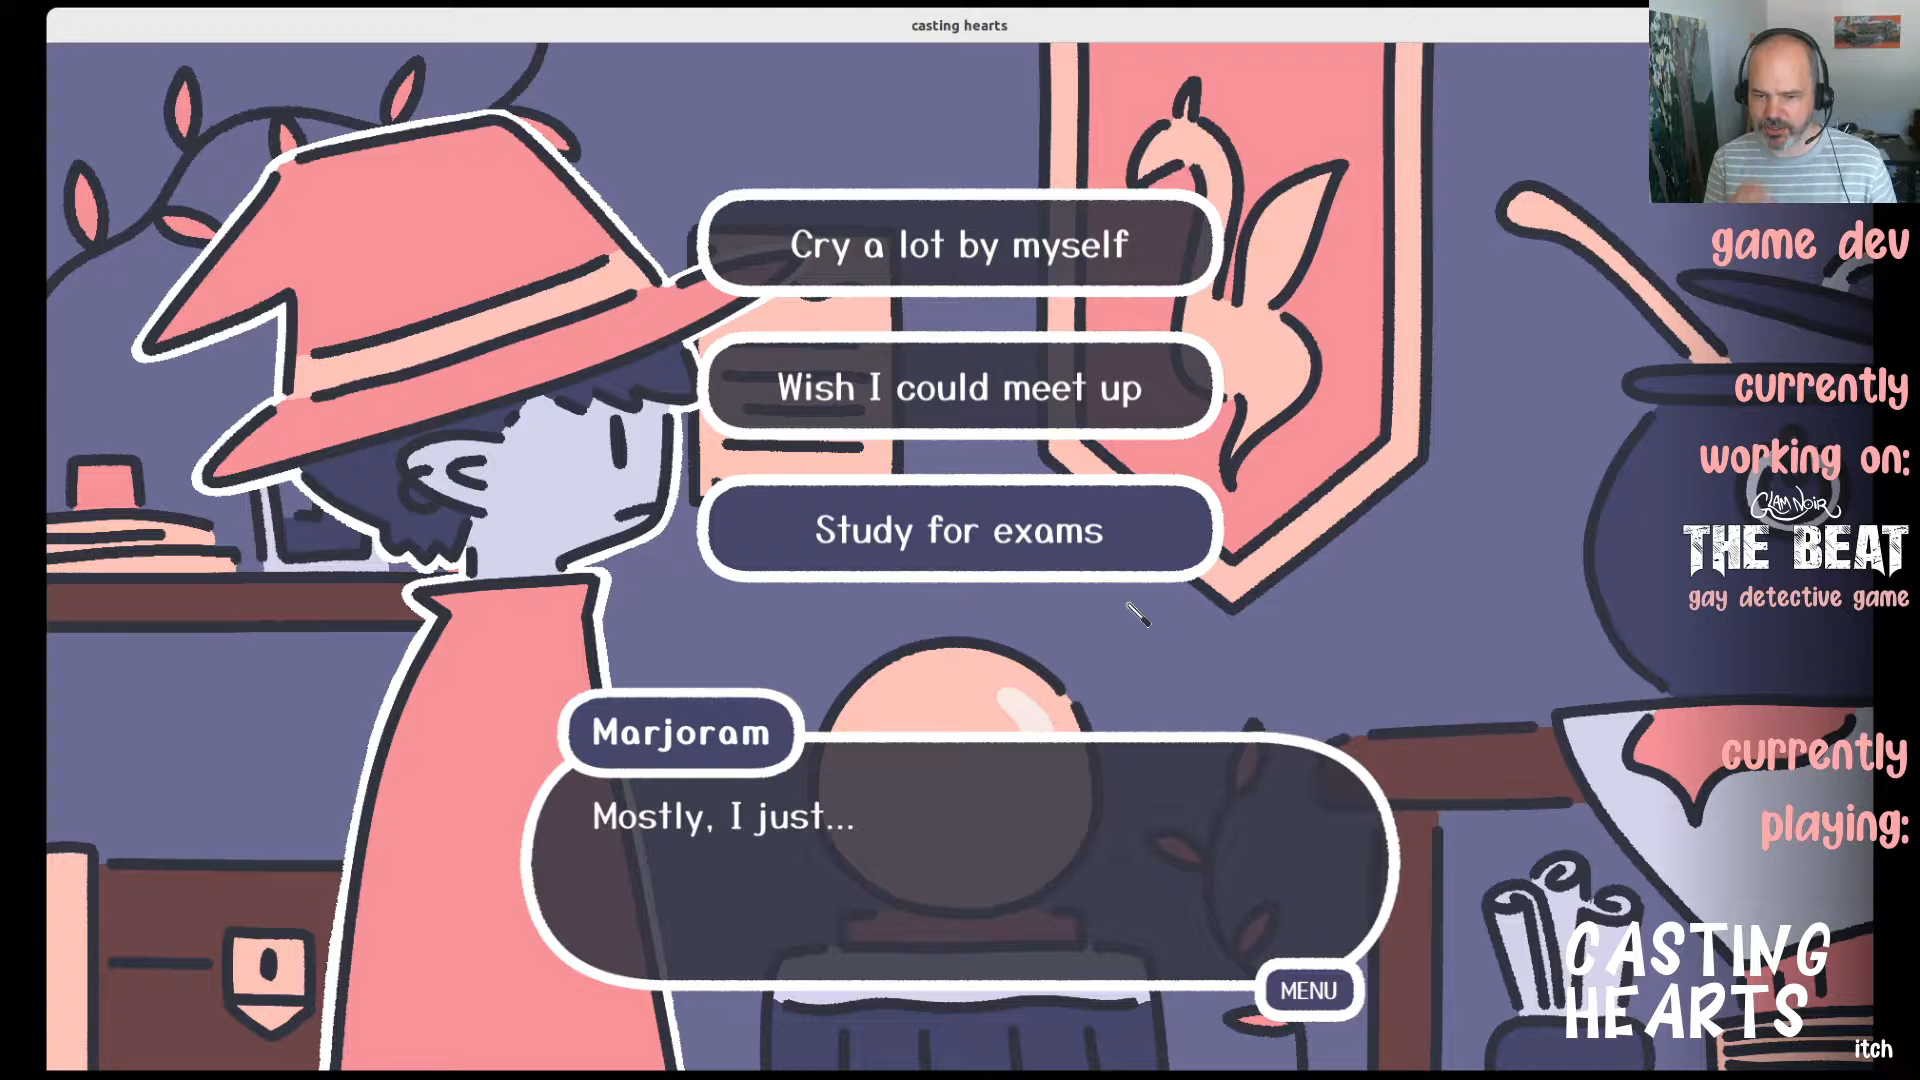 casting hearts
Cry a lot by myself
Wish I could meet up
Study for exams
Marjoram
Mostly, I just...
MENU
game dev
currently
working on:
GLAM NOIR
THE BEAT
gay detective game
currently
playing:
CASTING
HEARTS
itch